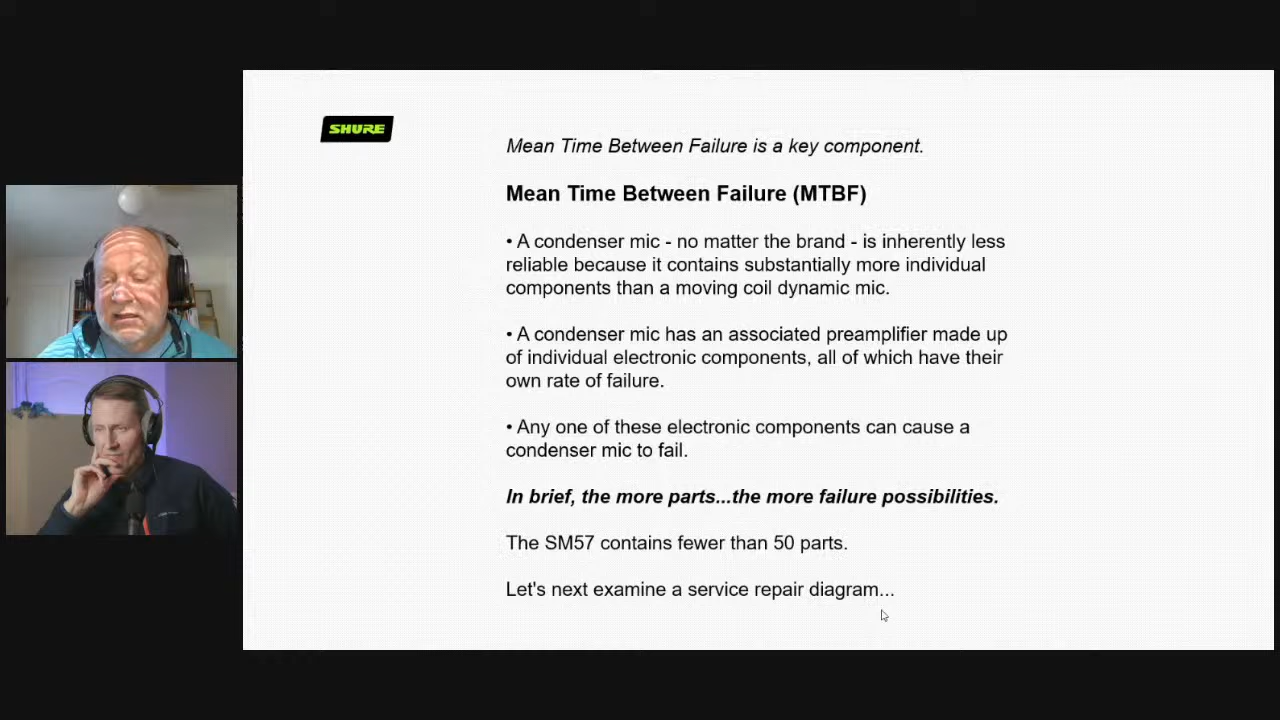 SHURE
Mean Time Between Failure is a key component.
Mean Time Between Failure (MTBF)
• A condenser mic - no matter the brand - is inherently less
reliable because it contains substantially more individual
components than a moving coil dynamic mic.
• A condenser mic has an associated preamplifier made up
of individual electronic components, all of which have their
own rate of failure.
• Any one of these electronic components can cause a
condenser mic to fail.
In brief, the more parts...the more failure possibilities.
The SM57 contains fewer than 50 parts.
Let's next examine a service repair diagram...